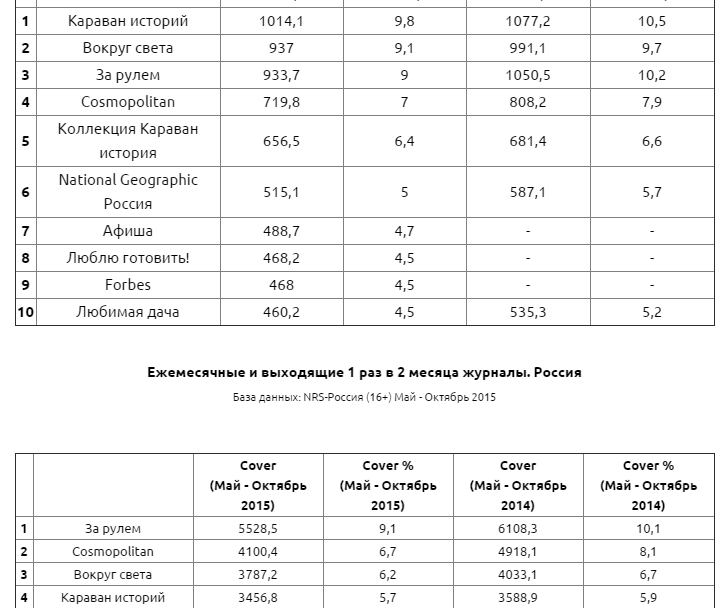 1 Караван историй 1014,1 9,8 1077,2 10,5
2 Вокруг света 937 9,1 991,1 9,7
3 За рулем 933,7 9 1050,5 10,2
4 Cosmopolitan 719,8 7 808,2 7,9
5 Коллекция Караван история 656,5 6,4 681,4 6,6
6 National Geographic Россия 515,1 5 587,1 5,7
7 Афиша 488,7 4,7 - -
8 Люблю готовить! 468,2 4,5 - -
9 Forbes 468 4,5 - -
10 Любимая дача 460,2 4,5 535,3 5,2
Ежемесячные и выходящие 1 раз в 2 месяца журналы. Россия
База данных: NRS-Россия (16+) Май - Октябрь 2015
Cover Cover % Cover Cover %
(Май - Октябрь (Май - Октябрь (Май - Октябрь (Май - Октябрь
2015) 2015) 2014) 2014)
1 За рулем 5528,5 9,1 6108,3 10,1
2 Cosmopolitan 4100,4 6,7 4918,1 8,1
3 Вокруг света 3787,2 6,2 4033,1 6,7
4 Караван историй 3456,8 5,7 3588,9 5,9